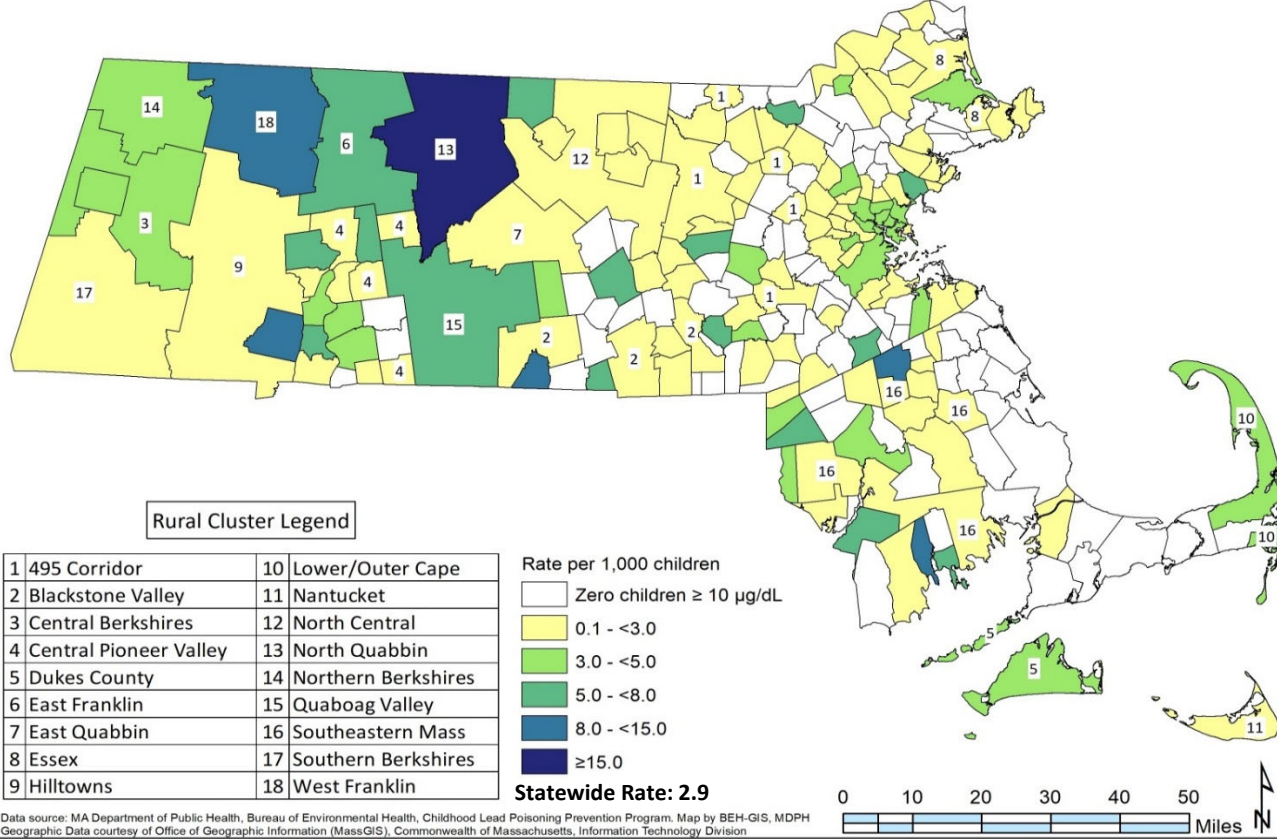 14
18
6
13
12
1
8
8
1
1
1
3
4
4
7
9
4
17
15
2
2
2
1
4
16
16
16
16
10
10
5
5
11
Rural Cluster Legend
1 495 Corridor 10 Lower/Outer Cape
2 Blackstone Valley 11 Nantucket
3 Central Berkshires 12 North Central
4 Central Pioneer Valley 13 North Quabbin
5 Dukes County 14 Northern Berkshires
6 East Franklin 15 Quaboag Valley
7 East Quabbin 16 Southeastern Mass
8 Essex 17 Southern Berkshires
9 Hilltowns 18 West Franklin
Rate per 1,000 children
Zero children ≥ 10 µg/dL
0.1 - <3.0
3.0 - <5.0
5.0 - <8.0
8.0 - <15.0
≥15.0
Statewide Rate: 2.9
0 10 20 30 40 50
Miles
N
Data source: MA Department of Public Health, Bureau of Environmental Health, Childhood Lead Poisoning Prevention Program. Map by BEH-GIS, MDPH
Geographic Data courtesy of Office of Geographic Information (MassGIS), Commonwealth of Massachusetts, Information Technology Division